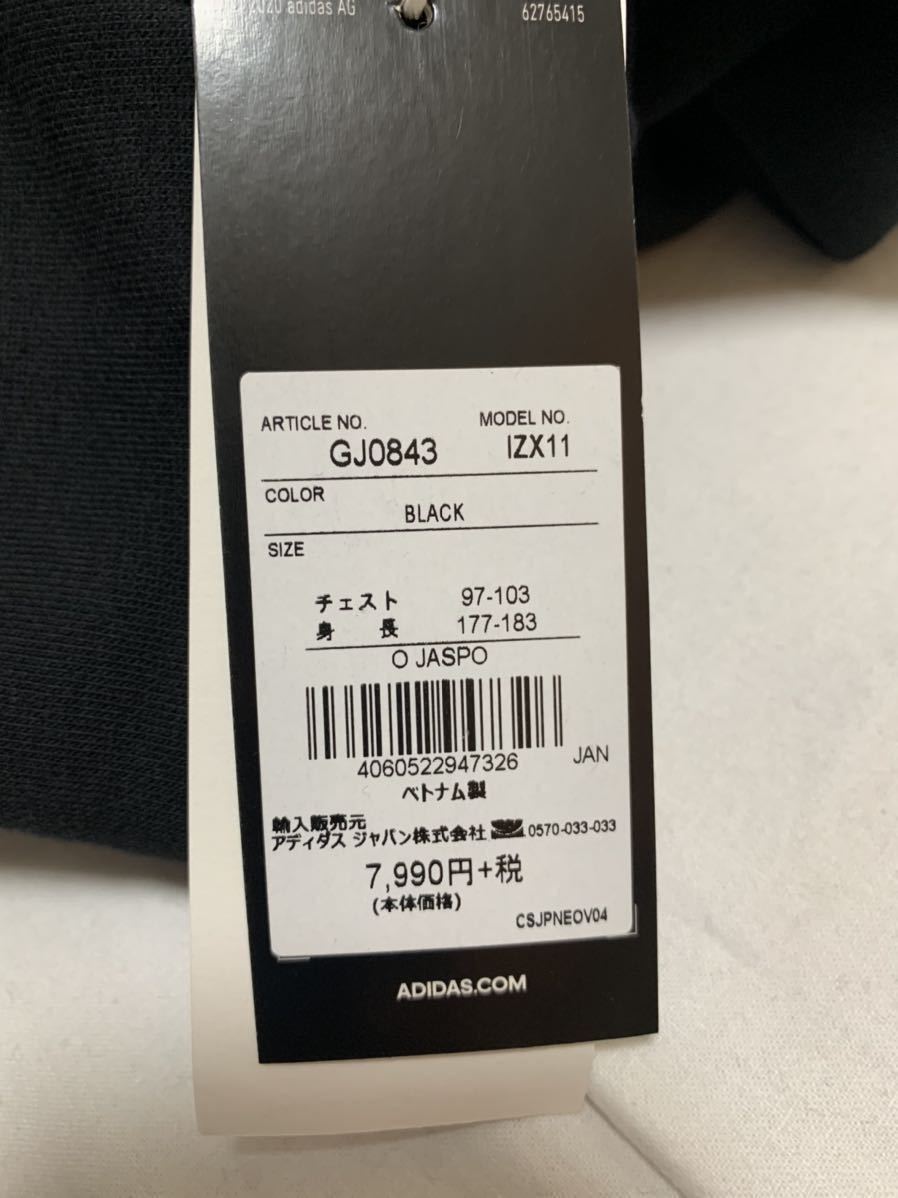 2020 adidas AG
62765415
ARTICLE NO. MODEL NO.
GJ0843 IZX11
COLOR
BLACK
SIZE
チェスト 97-103
身 長 177-183
O JASPO
4060522947326 JAN
ベトナム製
輸入販売元
アディダス ジャパン株式会社 0570-033-033
7,990円+税
(本体価格)
CSJPNEOV04
ADIDAS.COM